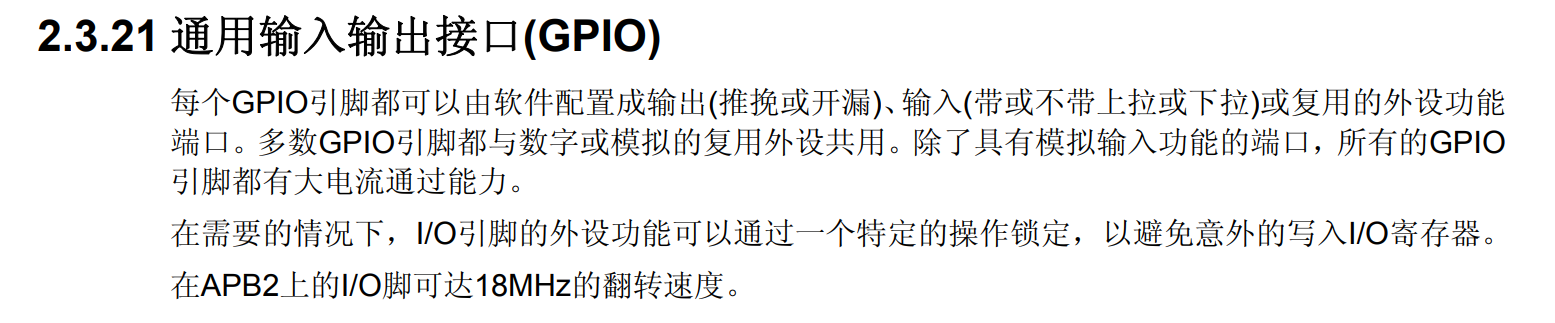 2.3.21 通用输入输出接口(GPIO)
每个GPIO引脚都可以由软件配置成输出(推挽或开漏)、输入(带或不带上拉或下拉)或复用的外设功能
端口。多数GPIO引脚都与数字或模拟的复用外设共用。除了具有模拟输入功能的端口，所有的GPIO
引脚都有大电流通过能力。
在需要的情况下，I/O引脚的外设功能可以通过一个特定的操作锁定，以避免意外的写入I/O寄存器。
在APB2上的I/O脚可达18MHz的翻转速度。